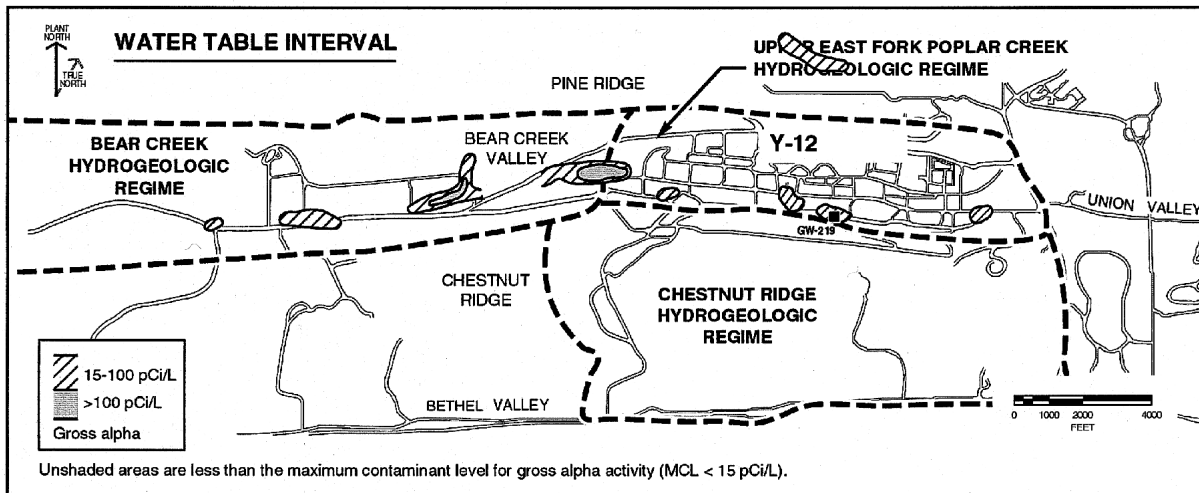 PLANT
NORTH
TRUE
NORTH
WATER TABLE INTERVAL
UPPER EAST FORK POPLAR CREEK
HYDROGEOLOGIC REGIME
PINE RIDGE
BEAR CREEK
HYDROGEOLOGIC
REGIME
BEAR CREEK
VALLEY
Y-12
UNION VALLEY
GW-219
CHESTNUT
RIDGE
CHESTNUT RIDGE
HYDROGEOLOGIC
REGIME
15-100 pCi/L
>100 pCi/L
Gross alpha
BETHEL VALLEY
0 1000 2000 4000
FEET
Unshaded areas are less than the maximum contaminant level for gross alpha activity (MCL < 15 pCi/L).